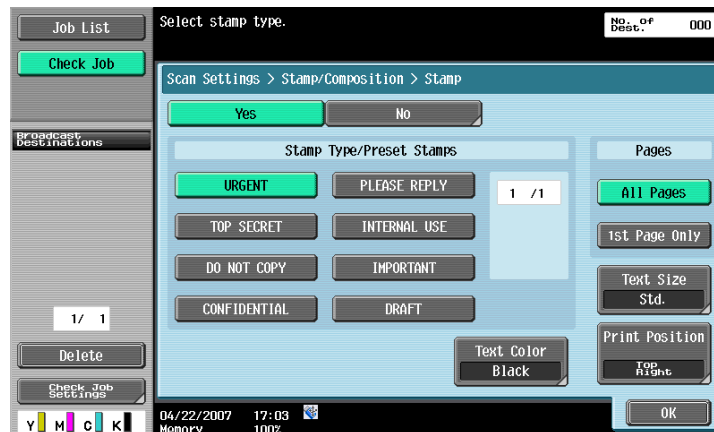 Job List
Check Job
Select stamp type.
No. of
Dest.
000
Scan Settings > Stamp/Composition > Stamp
Yes
No
Broadcast
Destinations
Stamp Type/Preset Stamps
Pages
URGENT
PLEASE REPLY
1 /1
All Pages
TOP SECRET
INTERNAL USE
1st Page Only
DO NOT COPY
IMPORTANT
Text Size
Std.
CONFIDENTIAL
DRAFT
1/ 1
Print Position
Top
Right
Text Color
Black
Delete
Check Job
Settings
OK
Y M C K
04/22/2007 17:03
Memory 100%